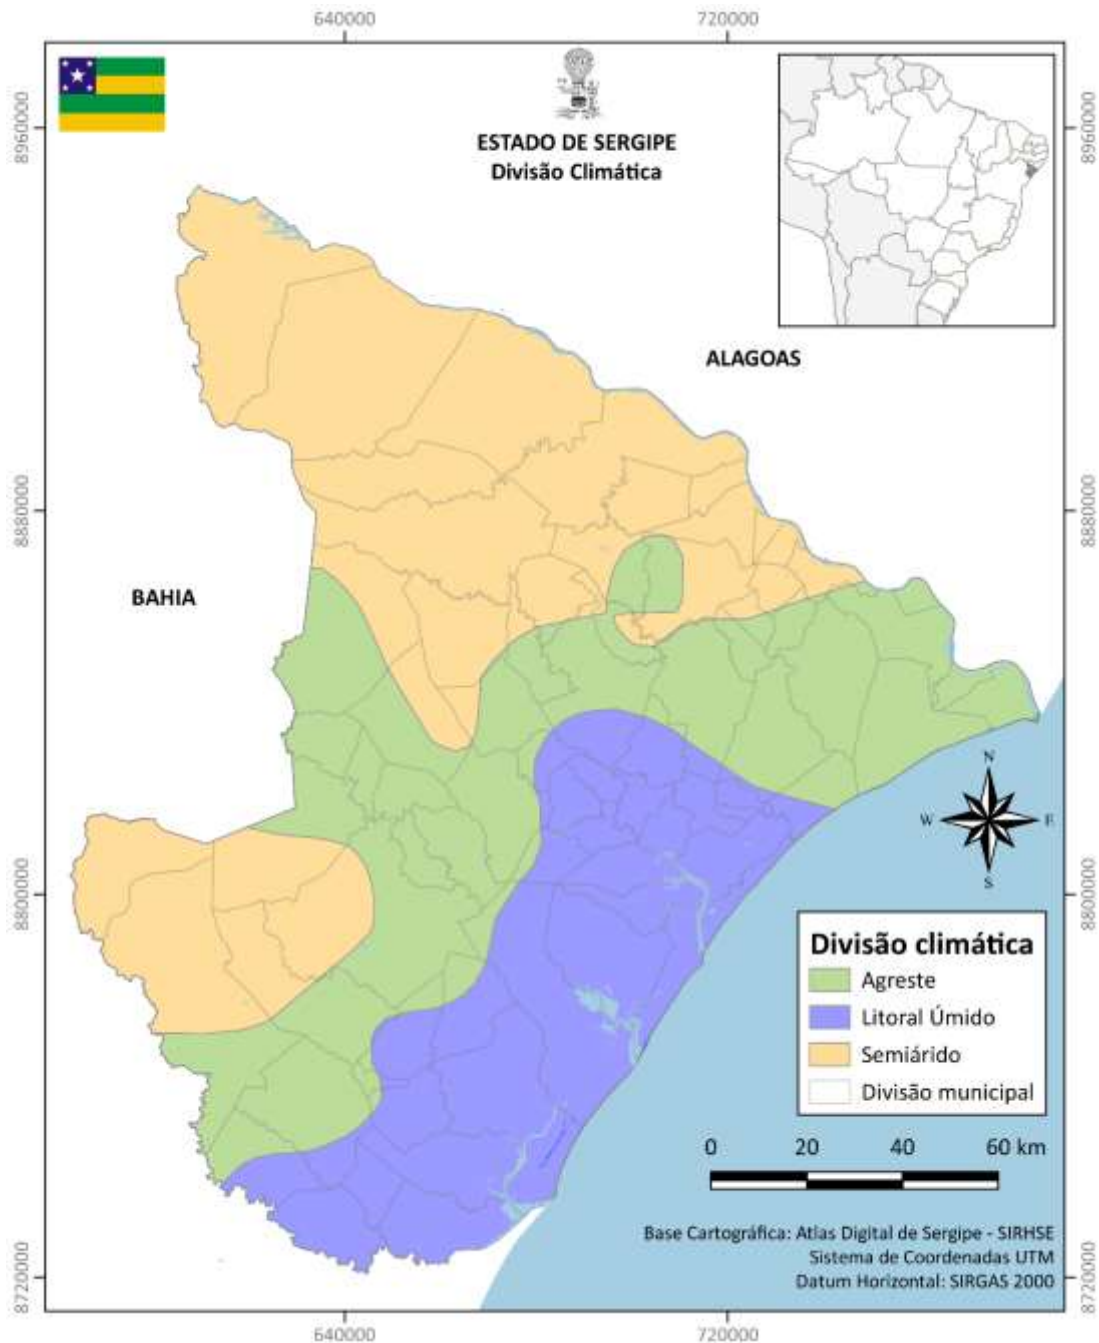 640000
720000
8960000
8960000
ESTADO DE SERGIPE
Divisão Climática
ALAGOAS
8880000
8880000
BAHIA
N
W
E
S
8800000
8800000
Divisão climática
Agreste
Litoral Úmido
Semiárido
Divisão municipal
0 20 40 60 km
Base Cartográfica: Atlas Digital de Sergipe - SIRHSE
Sistema de Coordenadas UTM
Datum Horizontal: SIRGAS 2000
8720000
8720000
640000
720000